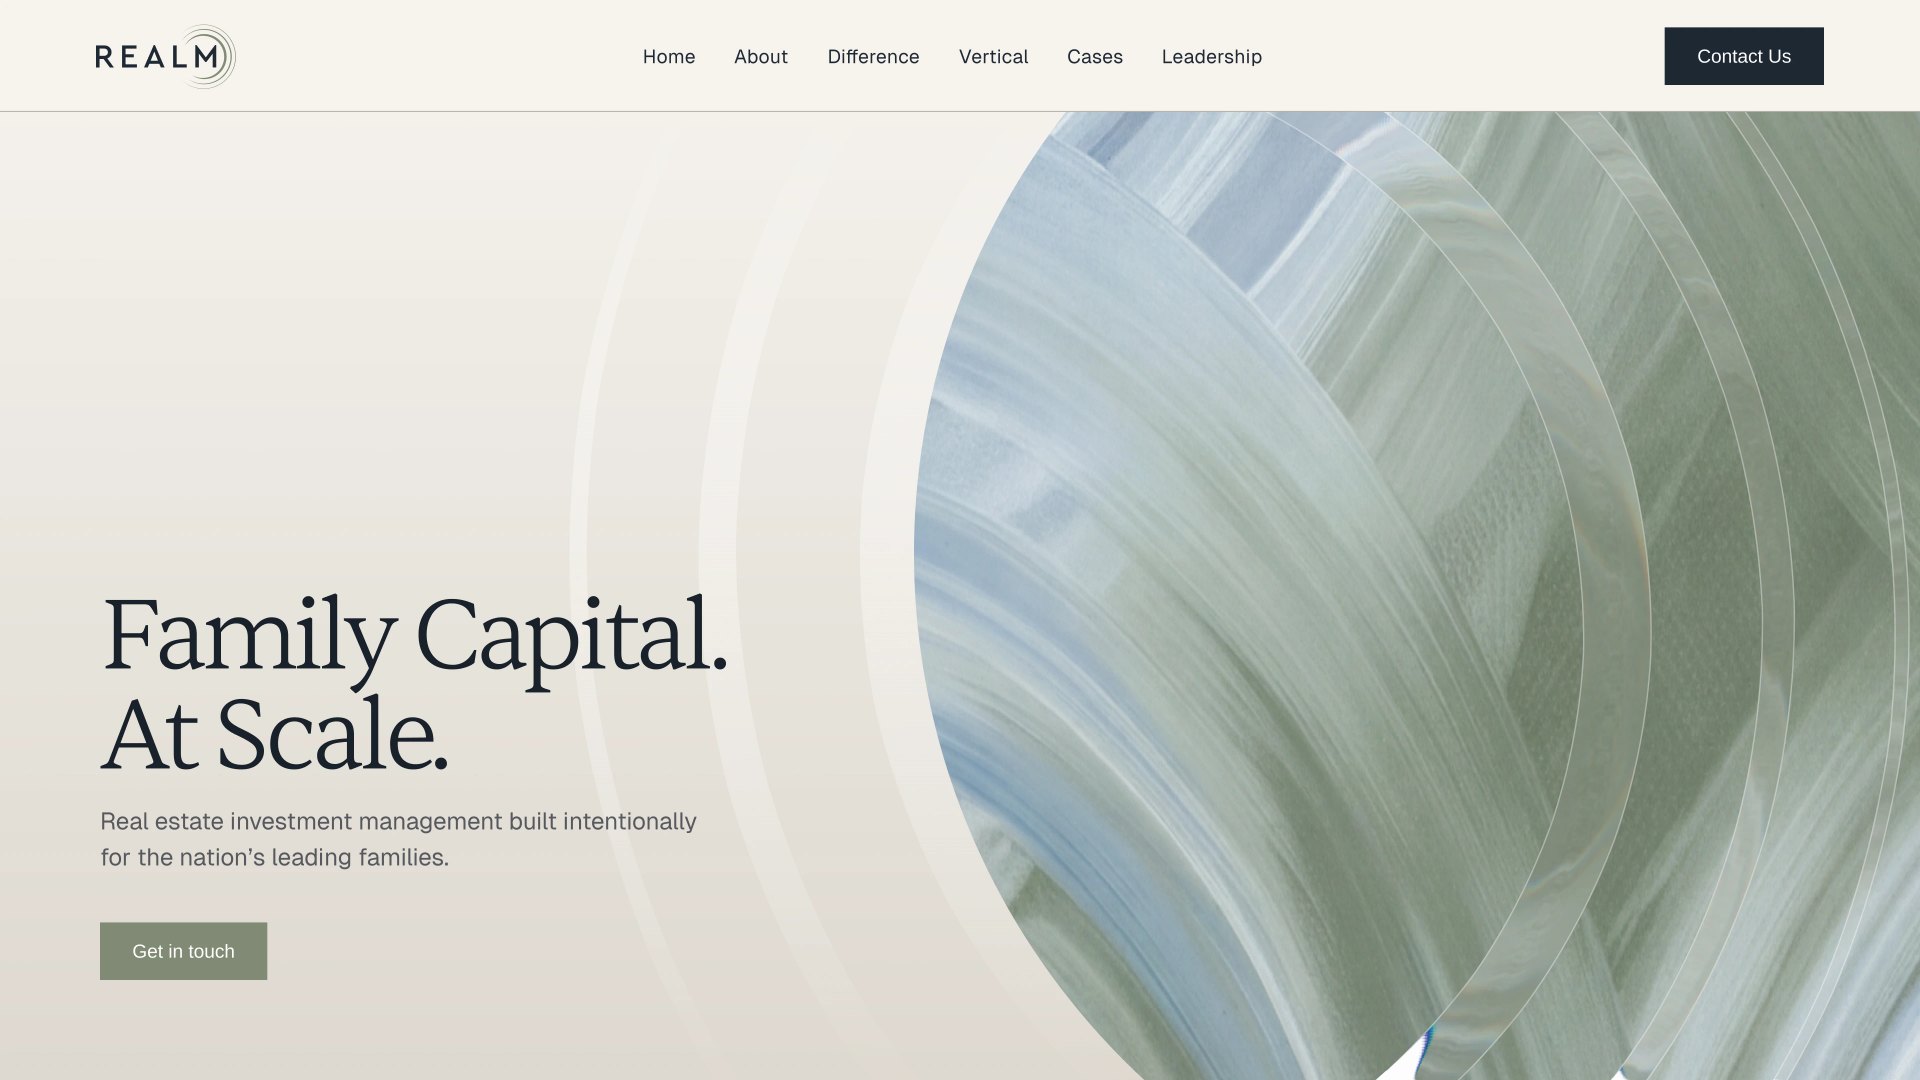 REALM
Home About Difference Vertical Cases Leadership
Contact Us
Family Capital.
At Scale.
Real estate investment management built intentionally
for the nation’s leading families.
Get in touch